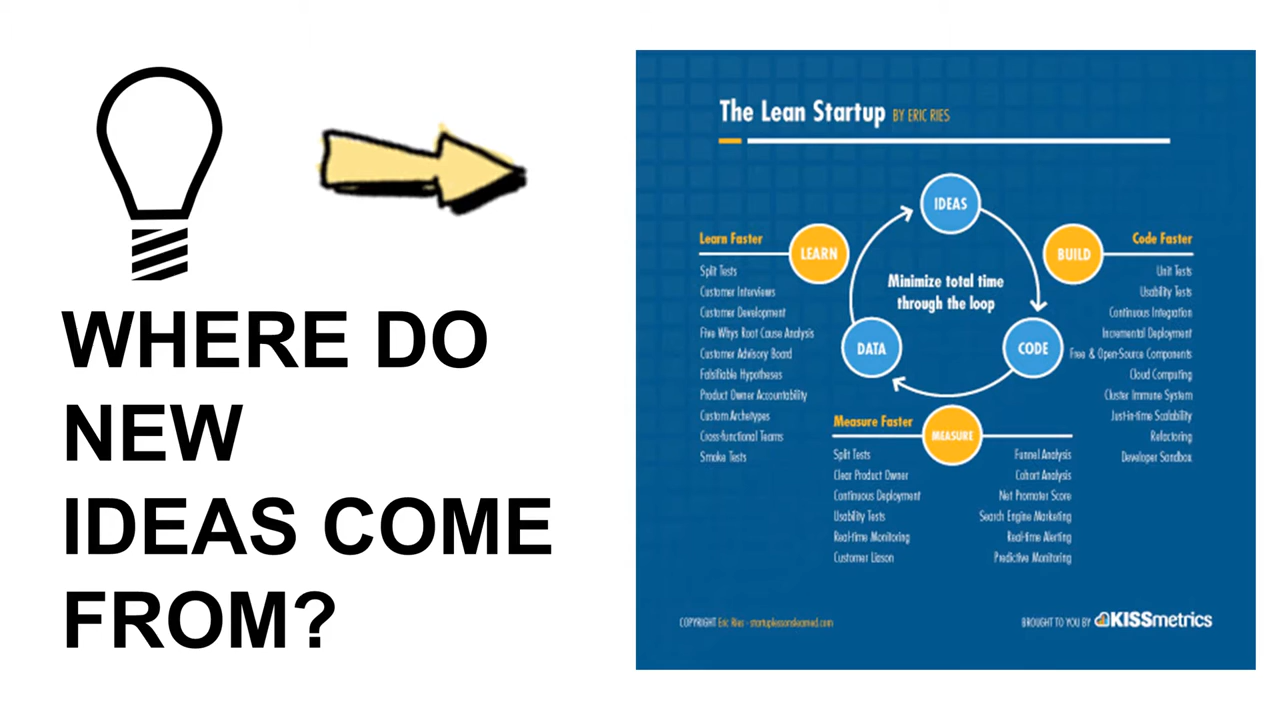 WHERE DO
NEW
IDEAS COME
FROM?
The Lean Startup BY ERIC RIES
IDEAS
LEARN
BUILD
Learn Faster
Split Tests
Customer Interviews
Customer Development
Five Whys Root Cause Analysis
Customer Advisory Board
Falsifiable Hypotheses
Product Owner Accountability
Custom Archetypes
Cross-functional Teams
Smoke Tests
Minimize total time
through the loop
Code Faster
Unit Tests
Usability Tests
Continuous Integration
Incremental Deployment
Free & Open-Source Components
Cloud Computing
Cluster Immune System
Just-in-time Scalability
Refactoring
Developer Sandbox
DATA
CODE
MEASURE
Measure Faster
Split Tests
Clear Product Owner
Continuous Deployment
Usability Tests
Real-time Monitoring
Customer Liason
Funnel Analysis
Cohort Analysis
Net Promoter Score
Search Engine Marketing
Real-time Alerting
Predictive Monitoring
COPYRIGHT Eric Ries - startuplessonslearned.com
BROUGHT TO YOU BY KISSmetrics